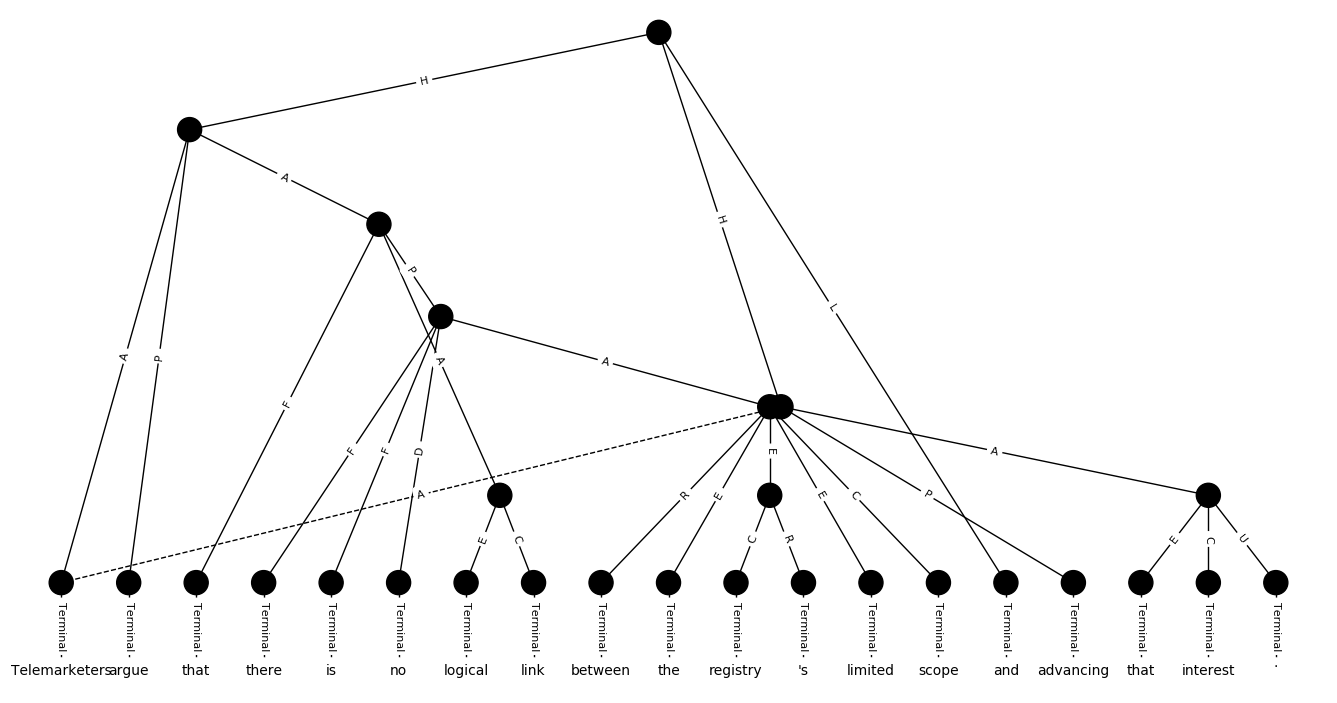 H
A
H
P
L
A
A
P
A
F
F
F
D
E
A
R
E
E
C
P
A
E
C
C
R
E
C
U
Terminal Terminal Terminal Terminal Terminal Terminal Terminal Terminal Terminal Terminal Terminal Terminal Terminal Terminal Terminal Terminal Terminal Terminal Terminal
Telemarketers argue that there is no logical link between the registry 's limited scope and advancing that interest .